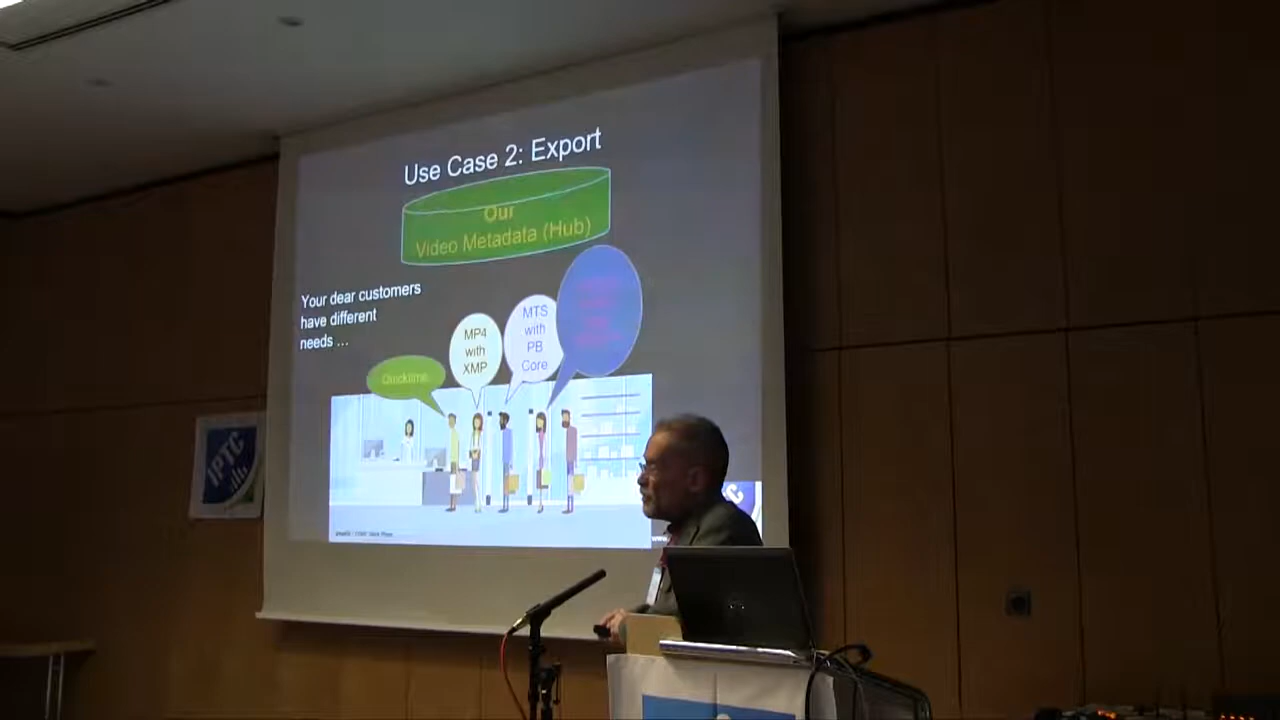 Use Case 2: Export
Our
Video Metadata (Hub)
Your dear customers
have different
needs ...
Quicktime
MP4
with
XMP
MTS
with
PB
Core
IPTC